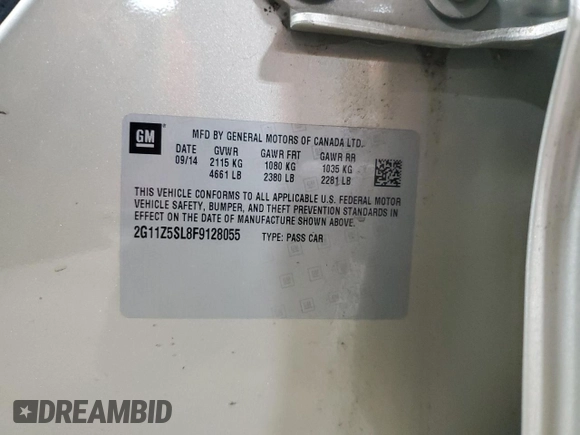 GM
MFD BY GENERAL MOTORS OF CANADA LTD.
DATE GVWR GAWR FRT GAWR RR
09/14 2115 KG 1080 KG 1035 KG
4661 LB 2380 LB 2281 LB
THIS VEHICLE CONFORMS TO ALL APPLICABLE U.S. FEDERAL MOTOR
VEHICLE SAFETY, BUMPER, AND THEFT PREVENTION STANDARDS IN
EFFECT ON THE DATE OF MANUFACTURE SHOWN ABOVE.
2G11Z5SL8F9128055 TYPE: PASS CAR
DREAMBID